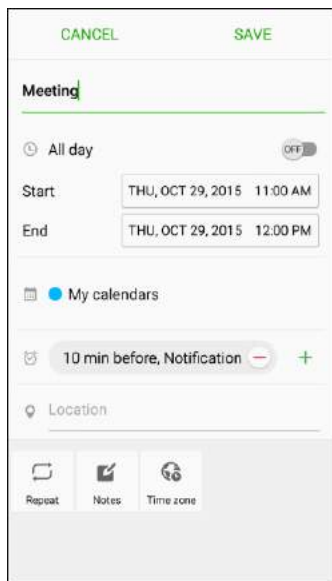 CANCEL SAVE
Meeting
All day OFF
Start THU, OCT 29, 2015 11:00 AM
End THU, OCT 29, 2015 12:00 PM
My calendars
10 min before, Notification
Location
Repeat Notes Time zone